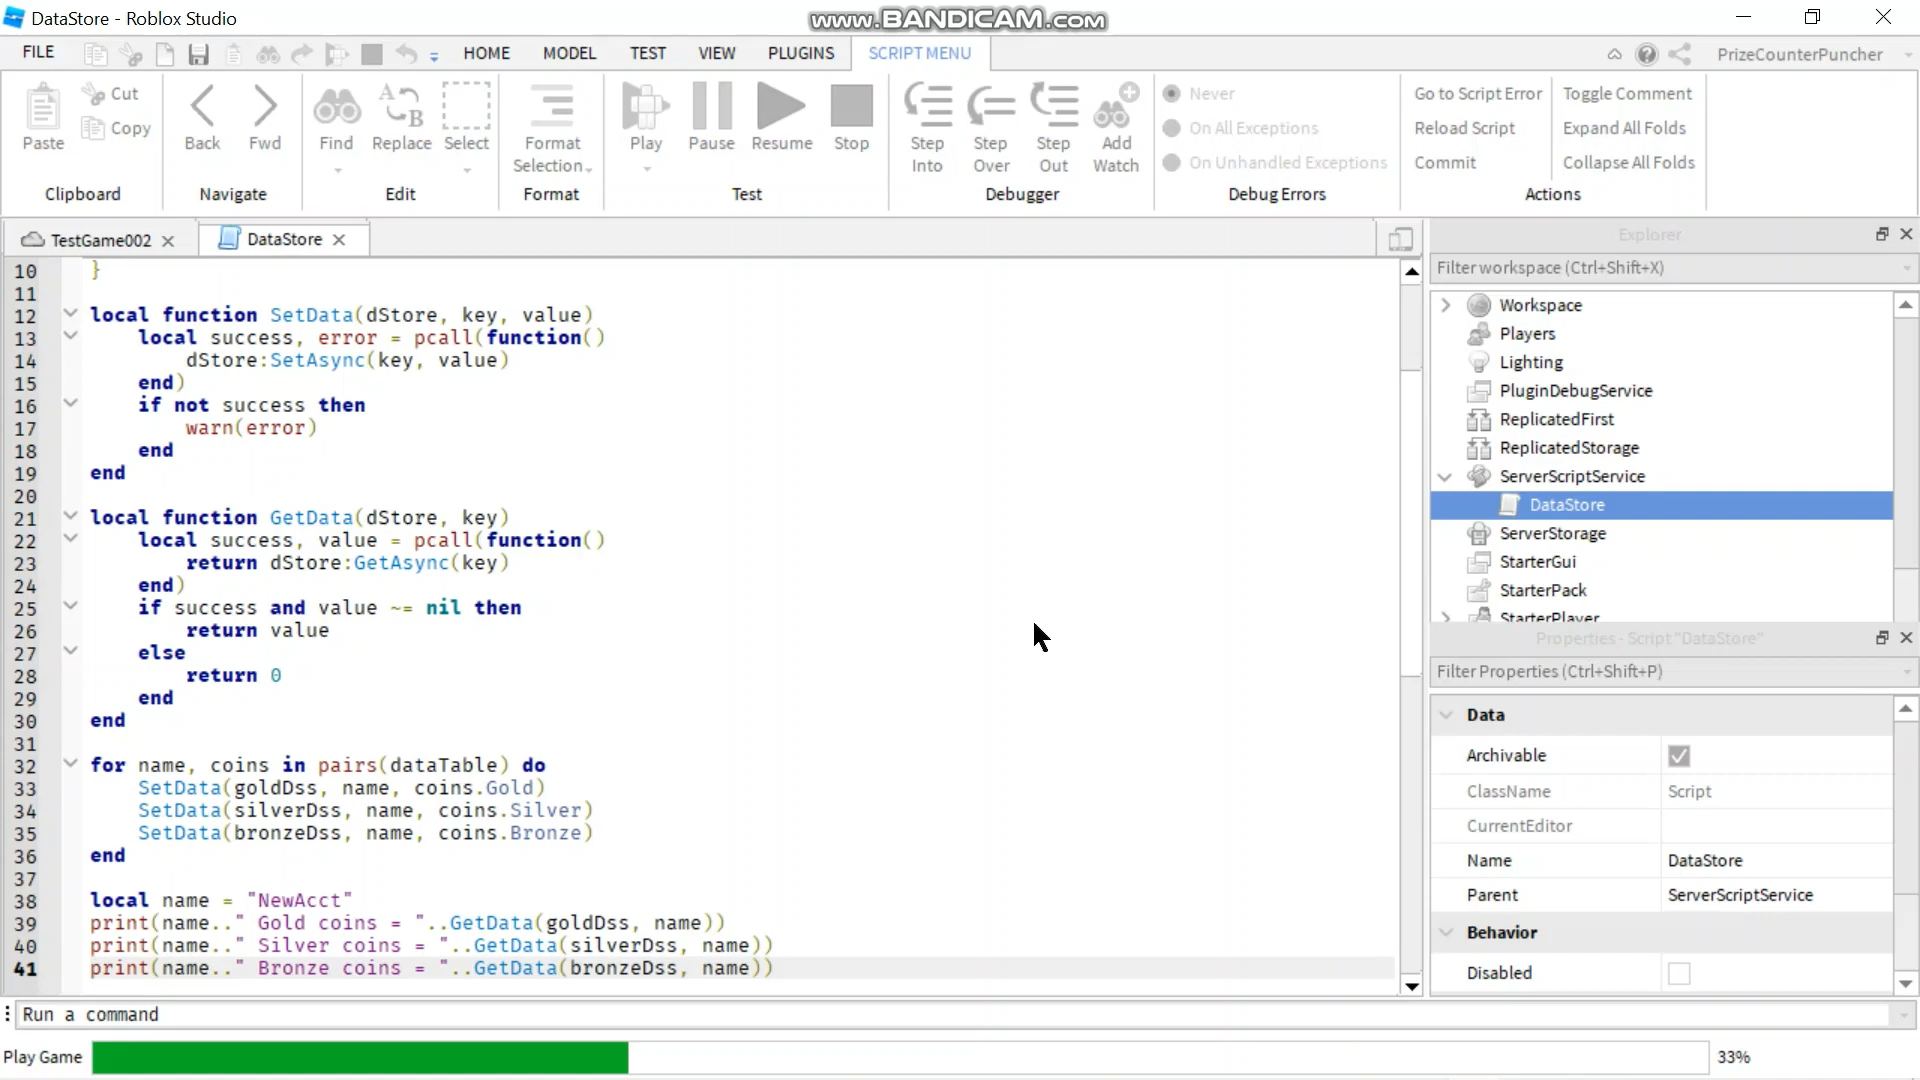 DataStore - Roblox Studio
www.BANDICAM.com
FILE HOME MODEL TEST VIEW PLUGINS SCRIPT MENU PrizeCounterPuncher
Paste Cut Copy
Clipboard
Back Fwd
Navigate
Find Replace Select
A B
Edit
Format Selection
Format
Play Pause Resume Stop
Test
Step Into Step Over Step Out Add Watch
Debugger
Never
On All Exceptions
On Unhandled Exceptions
Debug Errors
Go to Script Error Toggle Comment
Reload Script Expand All Folds
Commit Collapse All Folds
Actions
TestGame002 DataStore
10 }
11
12 local function SetData(dStore, key, value)
13 local success, error = pcall(function()
14 dStore:SetAsync(key, value)
15 end)
16 if not success then
17 warn(error)
18 end
19 end
20
21 local function GetData(dStore, key)
22 local success, value = pcall(function()
23 return dStore:GetAsync(key)
24 end)
25 if success and value ~= nil then
26 return value
27 else
28 return 0
29 end
30 end
31
32 for name, coins in pairs(dataTable) do
33 SetData(goldDss, name, coins.Gold)
34 SetData(silverDss, name, coins.Silver)
35 SetData(bronzeDss, name, coins.Bronze)
36 end
37
38 local name = "NewAcct"
39 print(name.." Gold coins = "..GetData(goldDss, name))
40 print(name.." Silver coins = "..GetData(silverDss, name))
41 print(name.." Bronze coins = "..GetData(bronzeDss, name))
Explorer
Filter workspace (Ctrl+Shift+X)
Workspace
Players
Lighting
PluginDebugService
ReplicatedFirst
ReplicatedStorage
ServerScriptService
DataStore
ServerStorage
StarterGui
StarterPack
StarterPlayer
Properties - Script "DataStore"
Filter Properties (Ctrl+Shift+P)
Data
Archivable
ClassName Script
CurrentEditor
Name DataStore
Parent ServerScriptService
Behavior
Disabled
Run a command
Play Game 33%